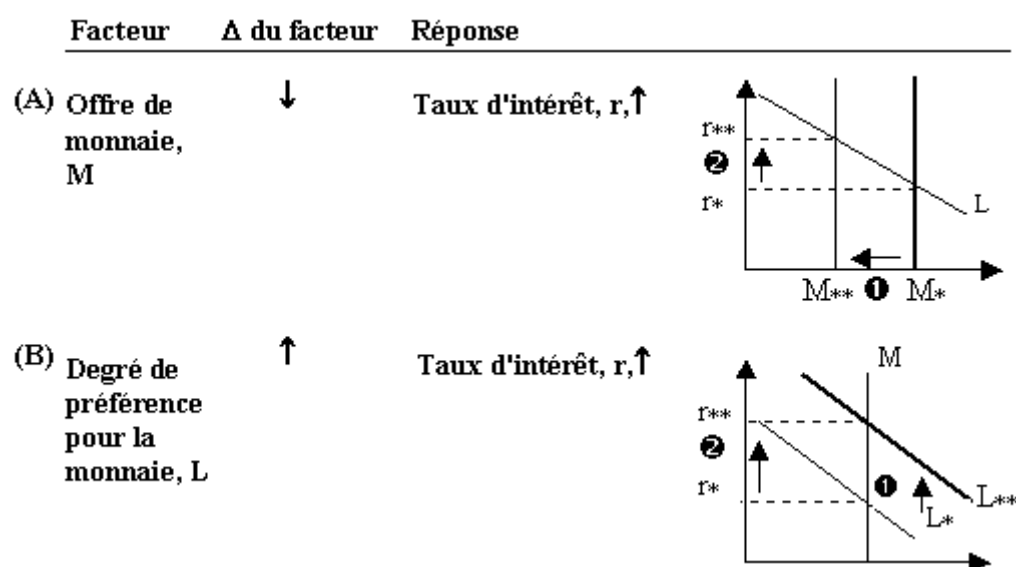 Facteur Δ du facteur Réponse
(A) Offre de monnaie, M ↓ Taux d'intérêt, r,↑
r**
❷
r*
L
M** ❶ M*
(B) Degré de préférence pour la monnaie, L ↑ Taux d'intérêt, r,↑
M
r**
❷
r*
❶
L**
L*